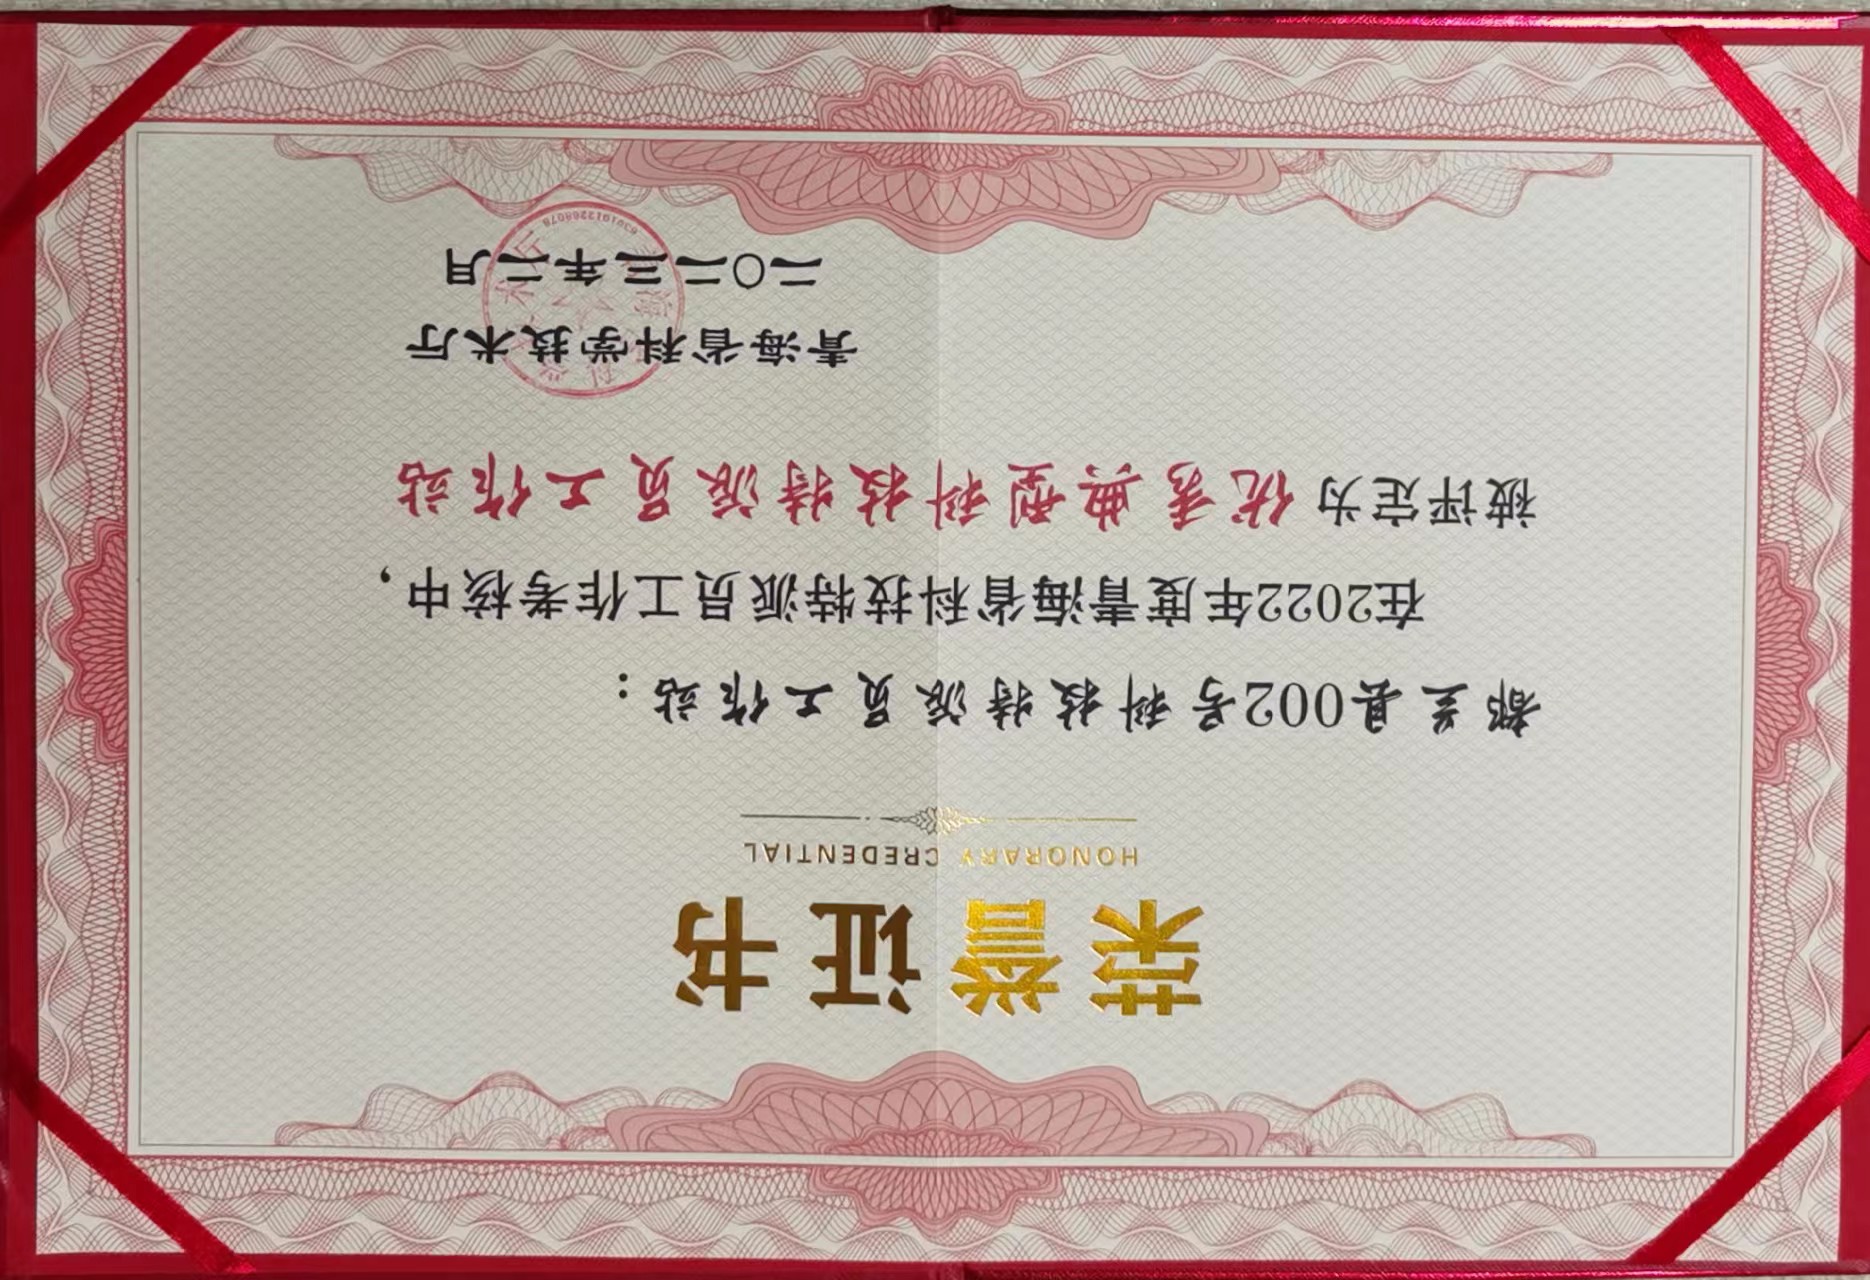 荣誉证书
HONORARY CREDENTIAL
都兰县002号科技特派员工作站：
在2022年度青海省科技特派员工作考核中，
被评定为优秀典型科技特派员工作站
青海省科学技术厅
二〇二三年二月